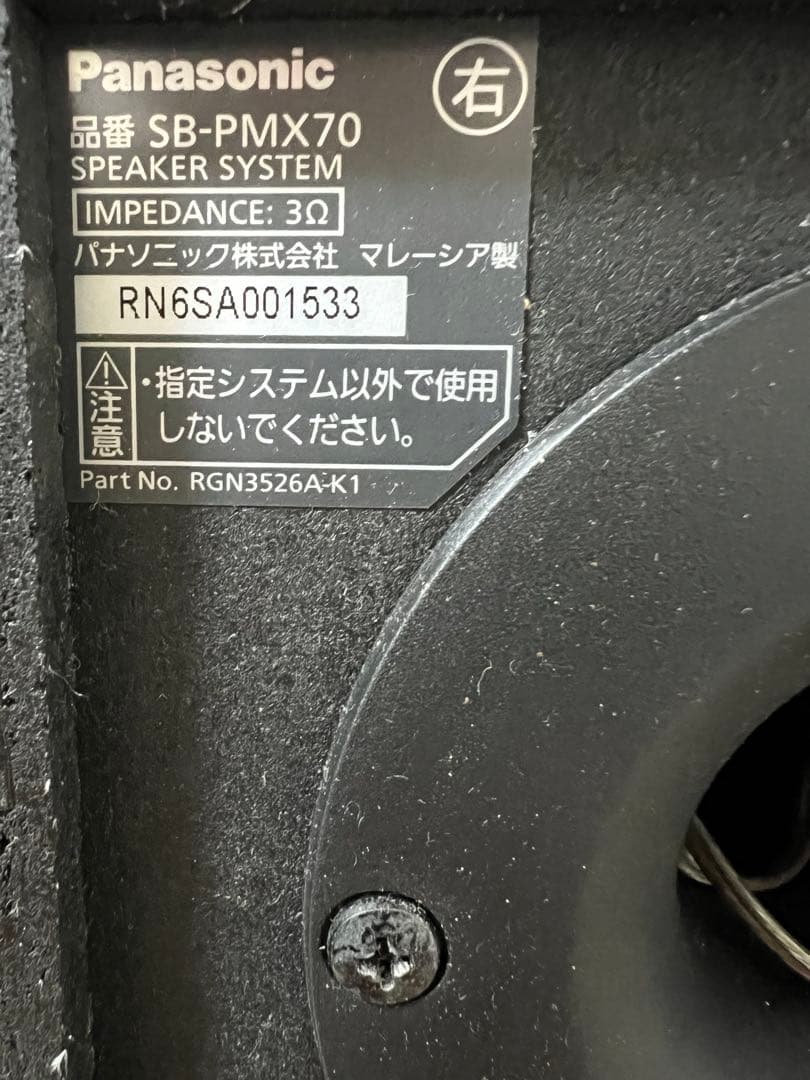 Panasonic
右
品番 SB-PMX70
SPEAKER SYSTEM
IMPEDANCE: 3Ω
パナソニック株式会社 マレーシア製
RN6SA001533
注意
・指定システム以外で使用
しないでください。
Part No. RGN3526A-K1